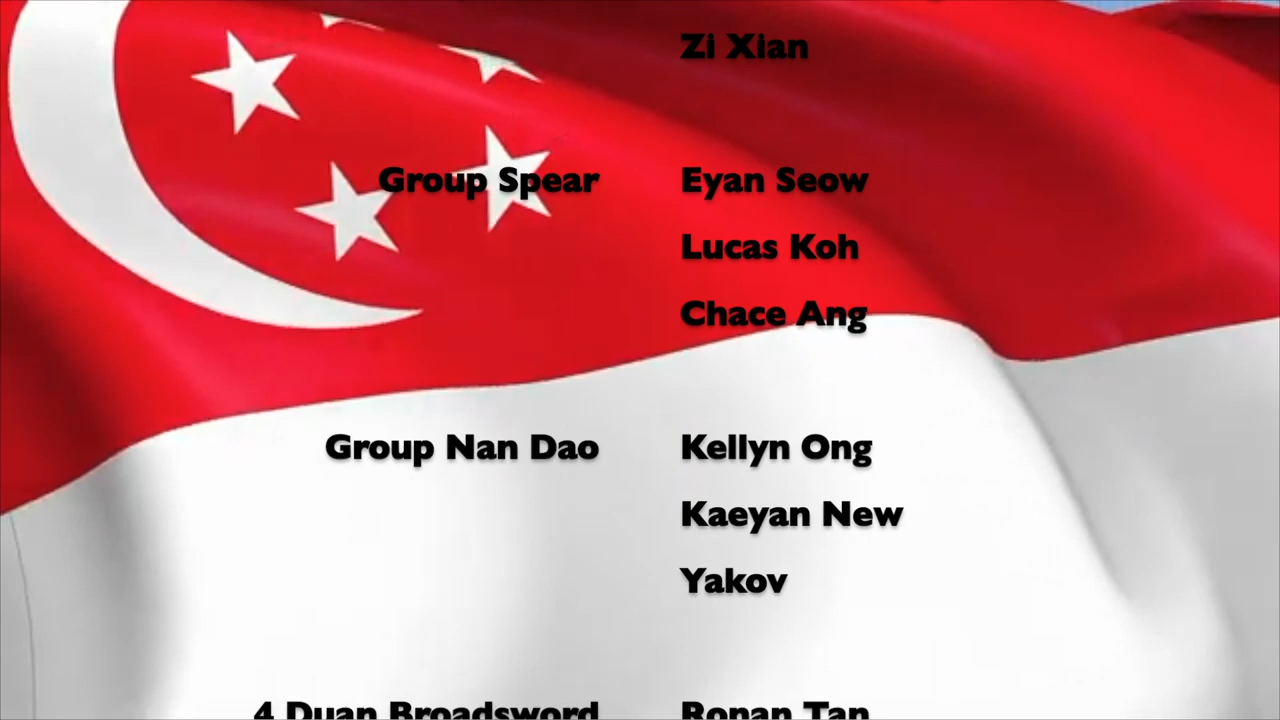 Zi Xian
Group Spear Eyan Seow
Lucas Koh
Chace Ang
Group Nan Dao Kellyn Ong
Kaeyan New
Yakov
4 Duan Broadsword Ronan Tan